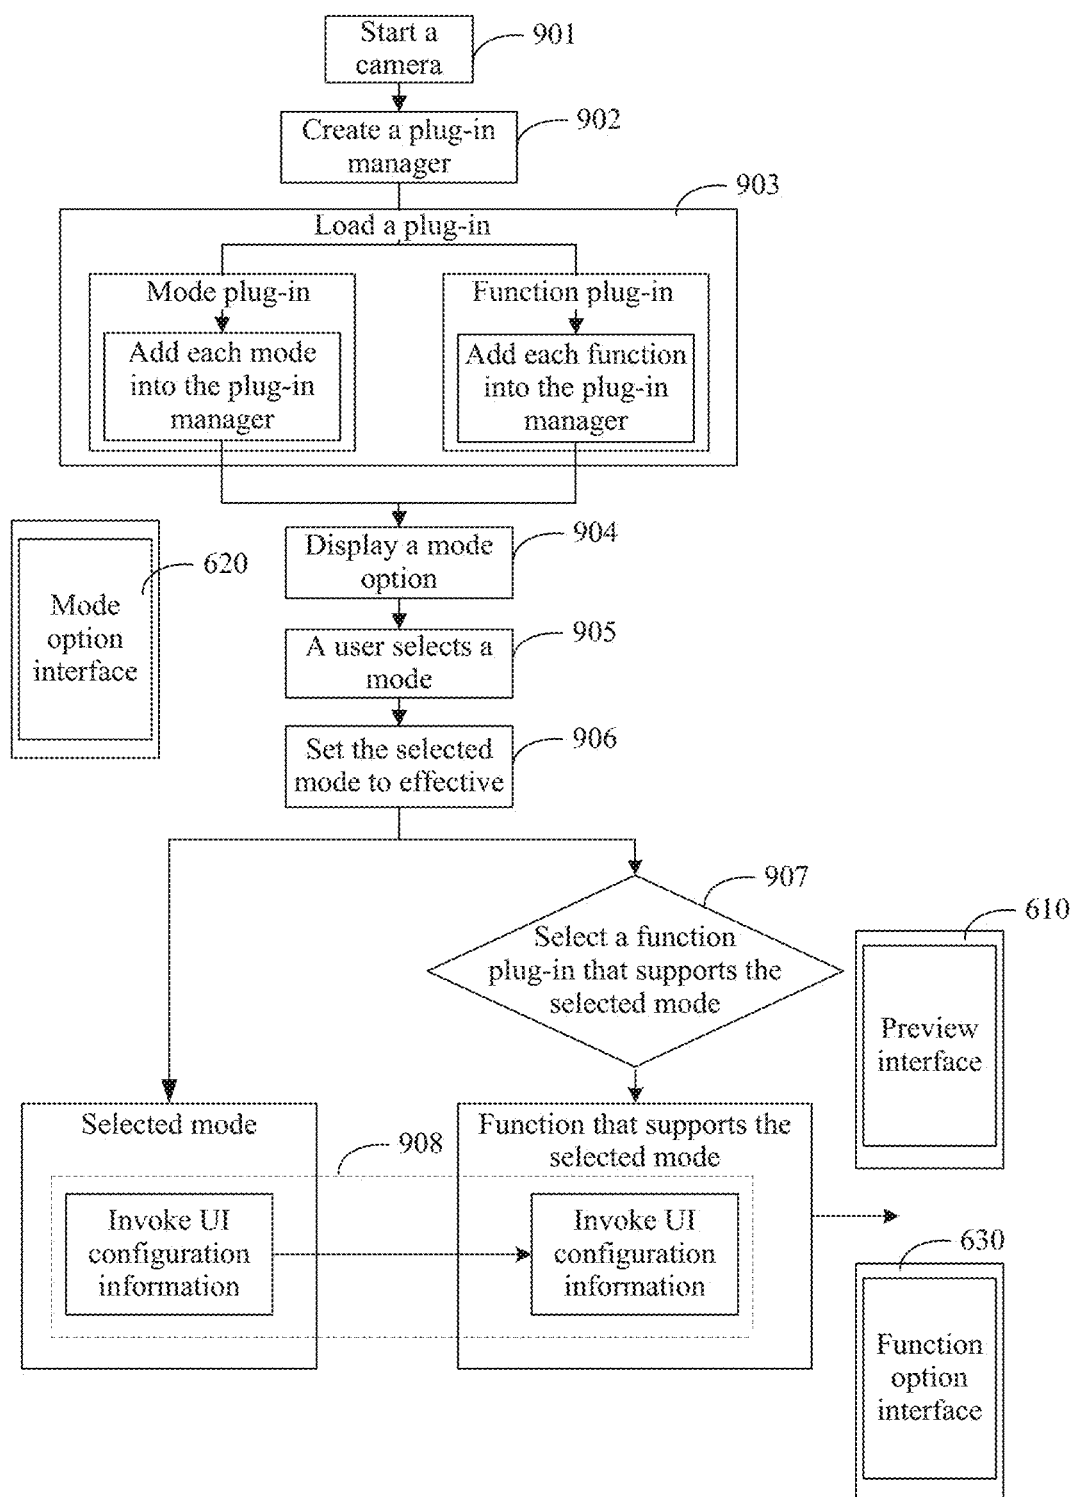 Start a
camera
901
Create a plug-in
manager
902
903
Load a plug-in
Mode plug-in
Add each mode
into the plug-in
manager
Function plug-in
Add each function
into the plug-in
manager
Display a mode
option
904
620
Mode
option
interface
A user selects a
mode
905
Set the selected
mode to effective
906
907
Select a function
plug-in that supports the
selected mode
610
Preview
interface
Selected mode
908
Function that supports the
selected mode
Invoke UI
configuration
information
Invoke UI
configuration
information
630
Function
option
interface